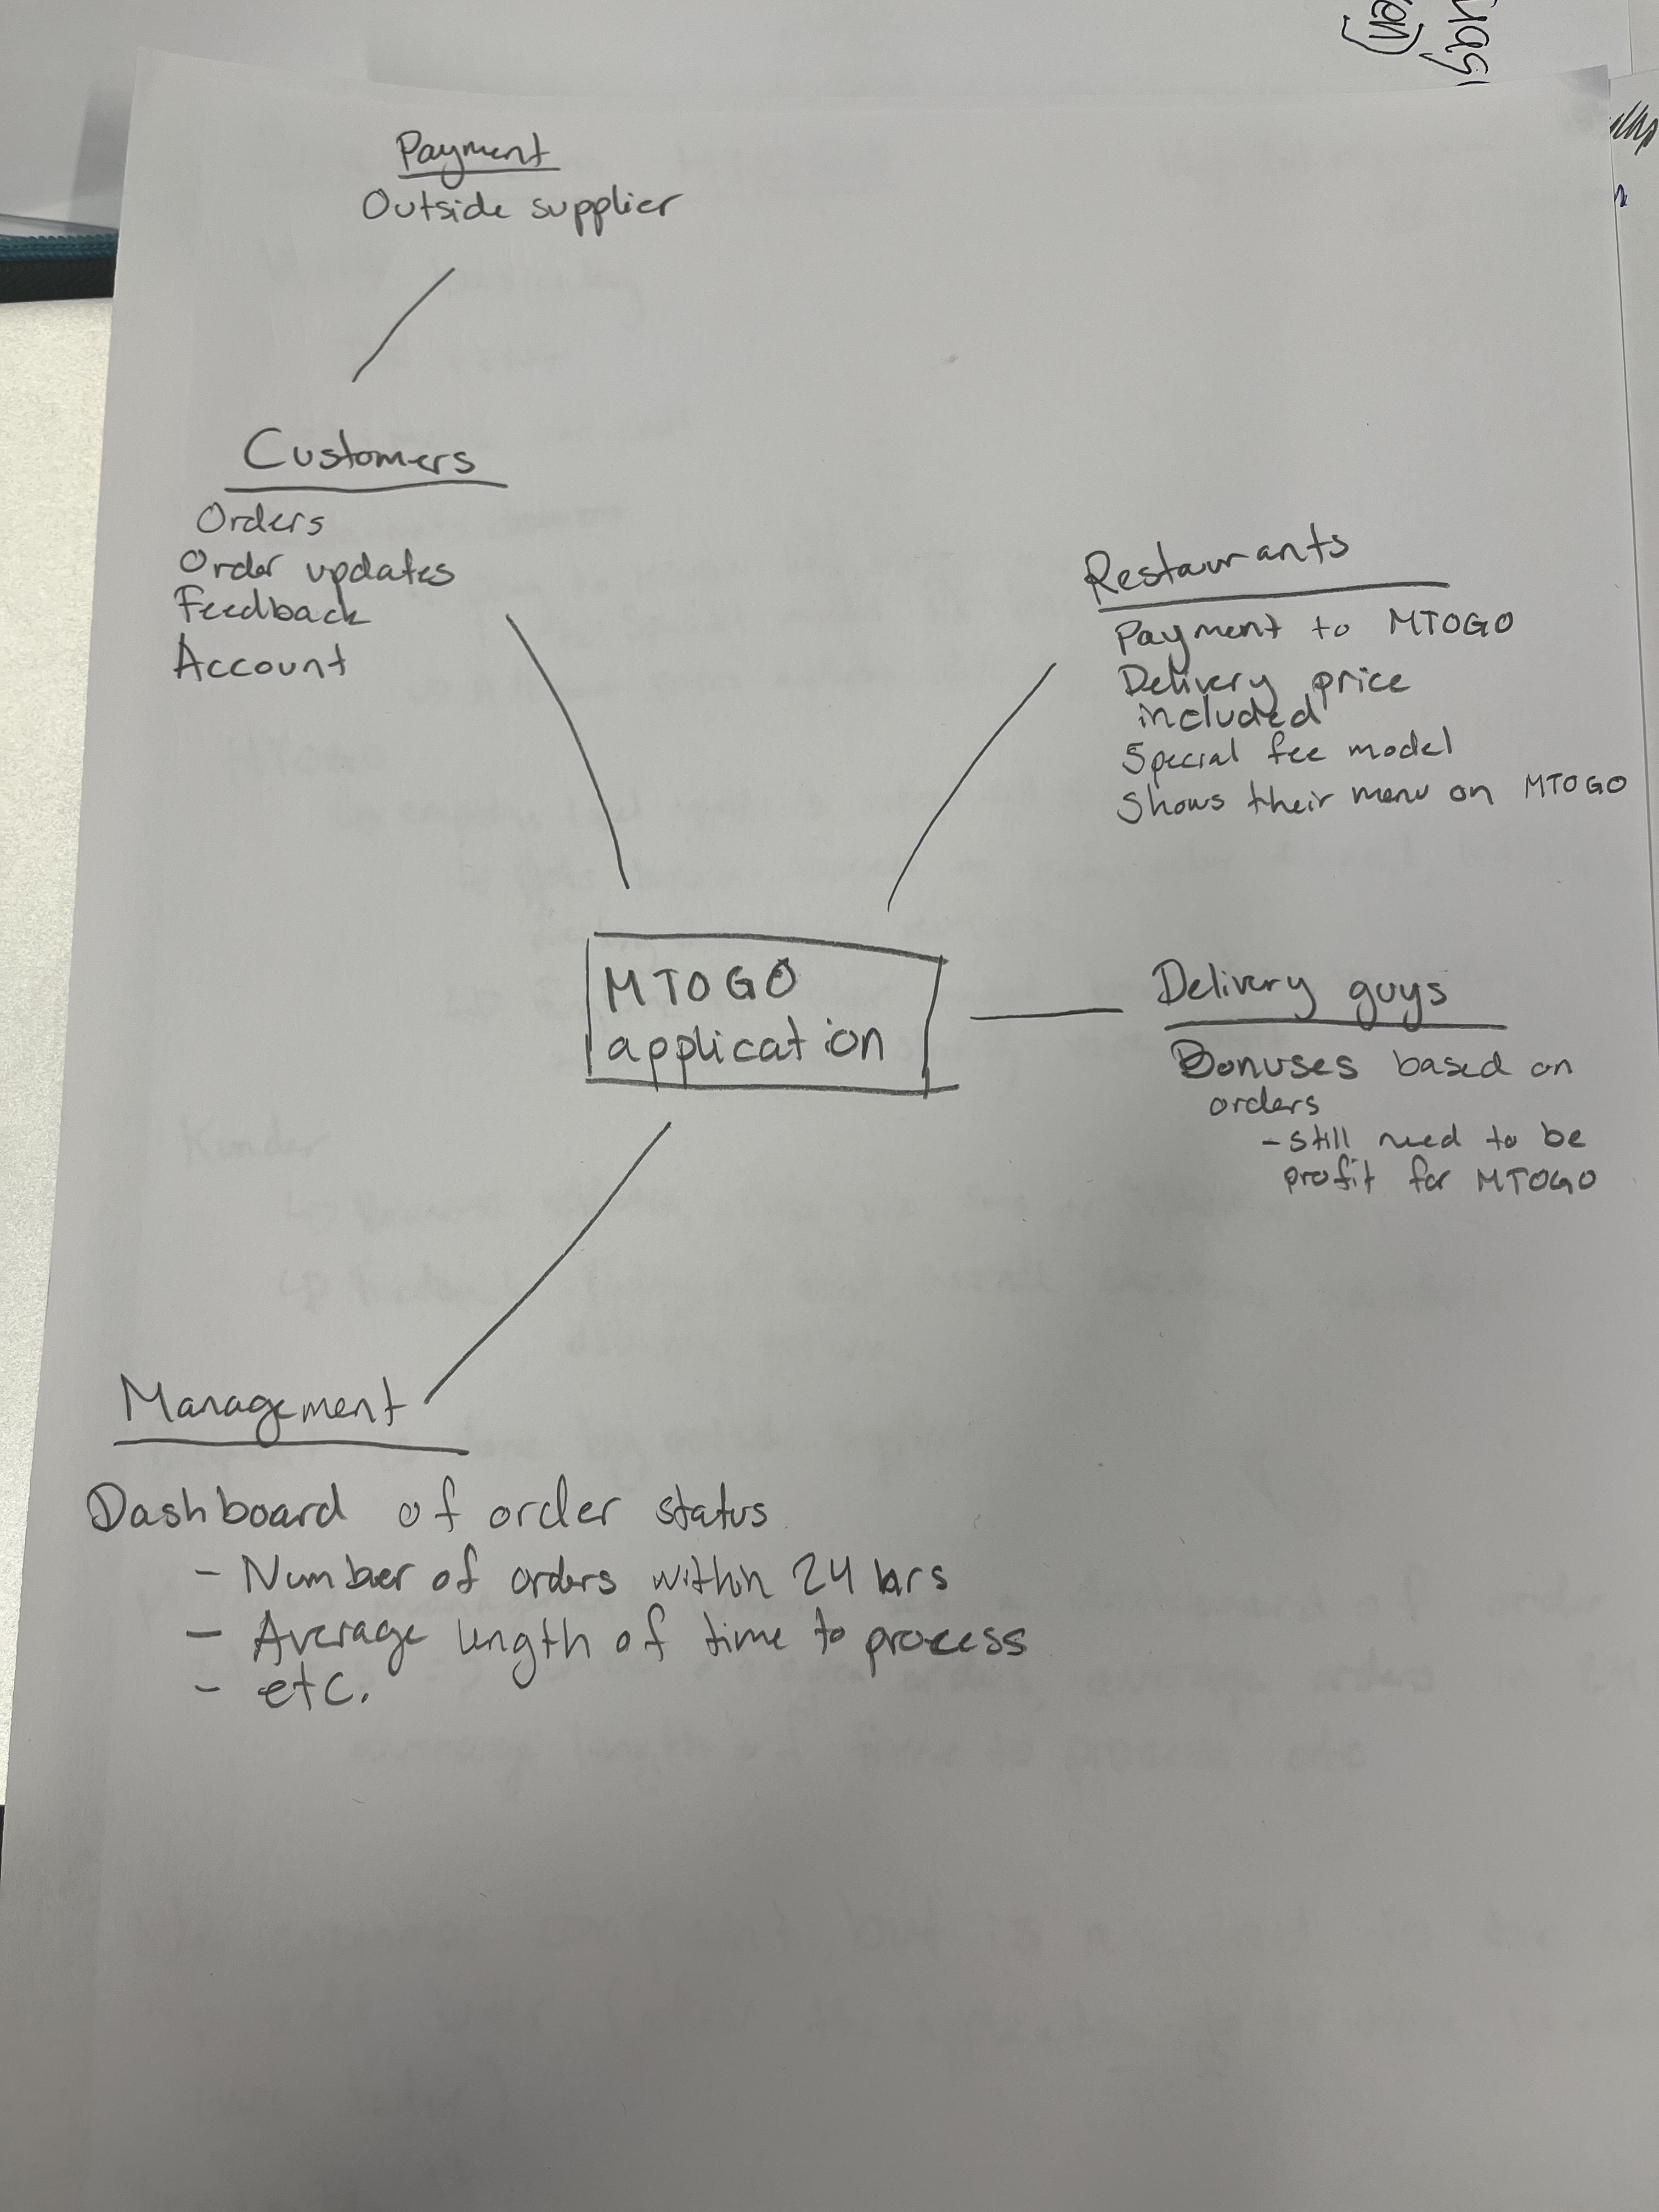 Payment
Outside supplier
Customers
Orders
Order updates
Feedback
Account
Restaurants
Payment to MTOGO
Delivery price
included
Special fee model
Shows their menu on MTOGO
MTOGO
application
Delivery guys
Bonuses based on
orders
- still need to be
profit for MTOGO
Management
Dashboard of order status
- Number of orders within 24 hrs
- Average length of time to process
- etc.